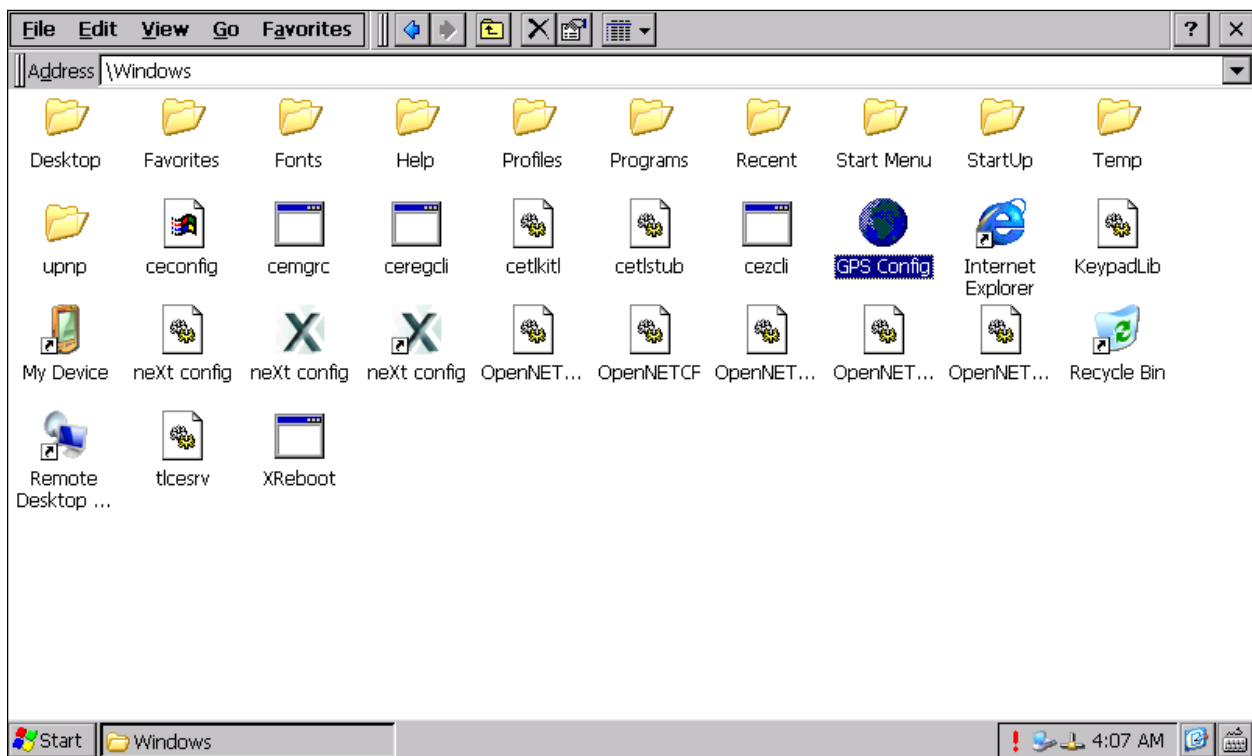 File Edit View Go Favorites ? ×
Address \Windows
Desktop Favorites Fonts Help Profiles Programs Recent Start Menu StartUp Temp
upnp ceconfig cemgrc ceregcli cetlkitl cetlstub cezcli GPS Config Internet Explorer KeypadLib
My Device neXt config neXt config neXt config OpenNET... OpenNETCF OpenNET... OpenNET... OpenNET... Recycle Bin
Remote Desktop ... tlcesrv XReboot
Start Windows 4:07 AM